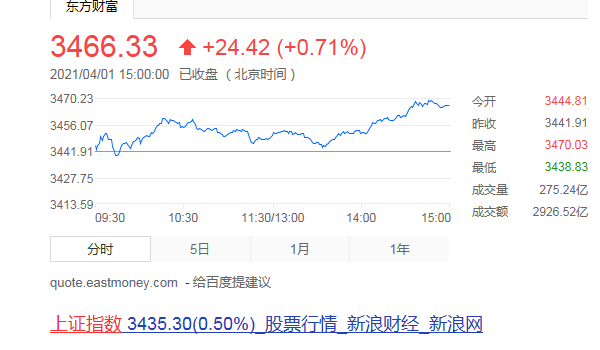 东方财富
3466.33 +24.42 (+0.71%)
2021/04/01 15:00:00 已收盘 ( 北京时间 )
3470.23
3456.07
3441.91
3427.75
3413.59
09:30 10:30 11:30/13:00 14:00 15:00
今开 3444.81
昨收 3441.91
最高 3470.03
最低 3438.83
成交量 275.24亿
成交额 2926.52亿
分时 5日 1月 1年
quote.eastmoney.com - 给百度提建议
上证指数 3435.30(0.50%)_股票行情_新浪财经_新浪网